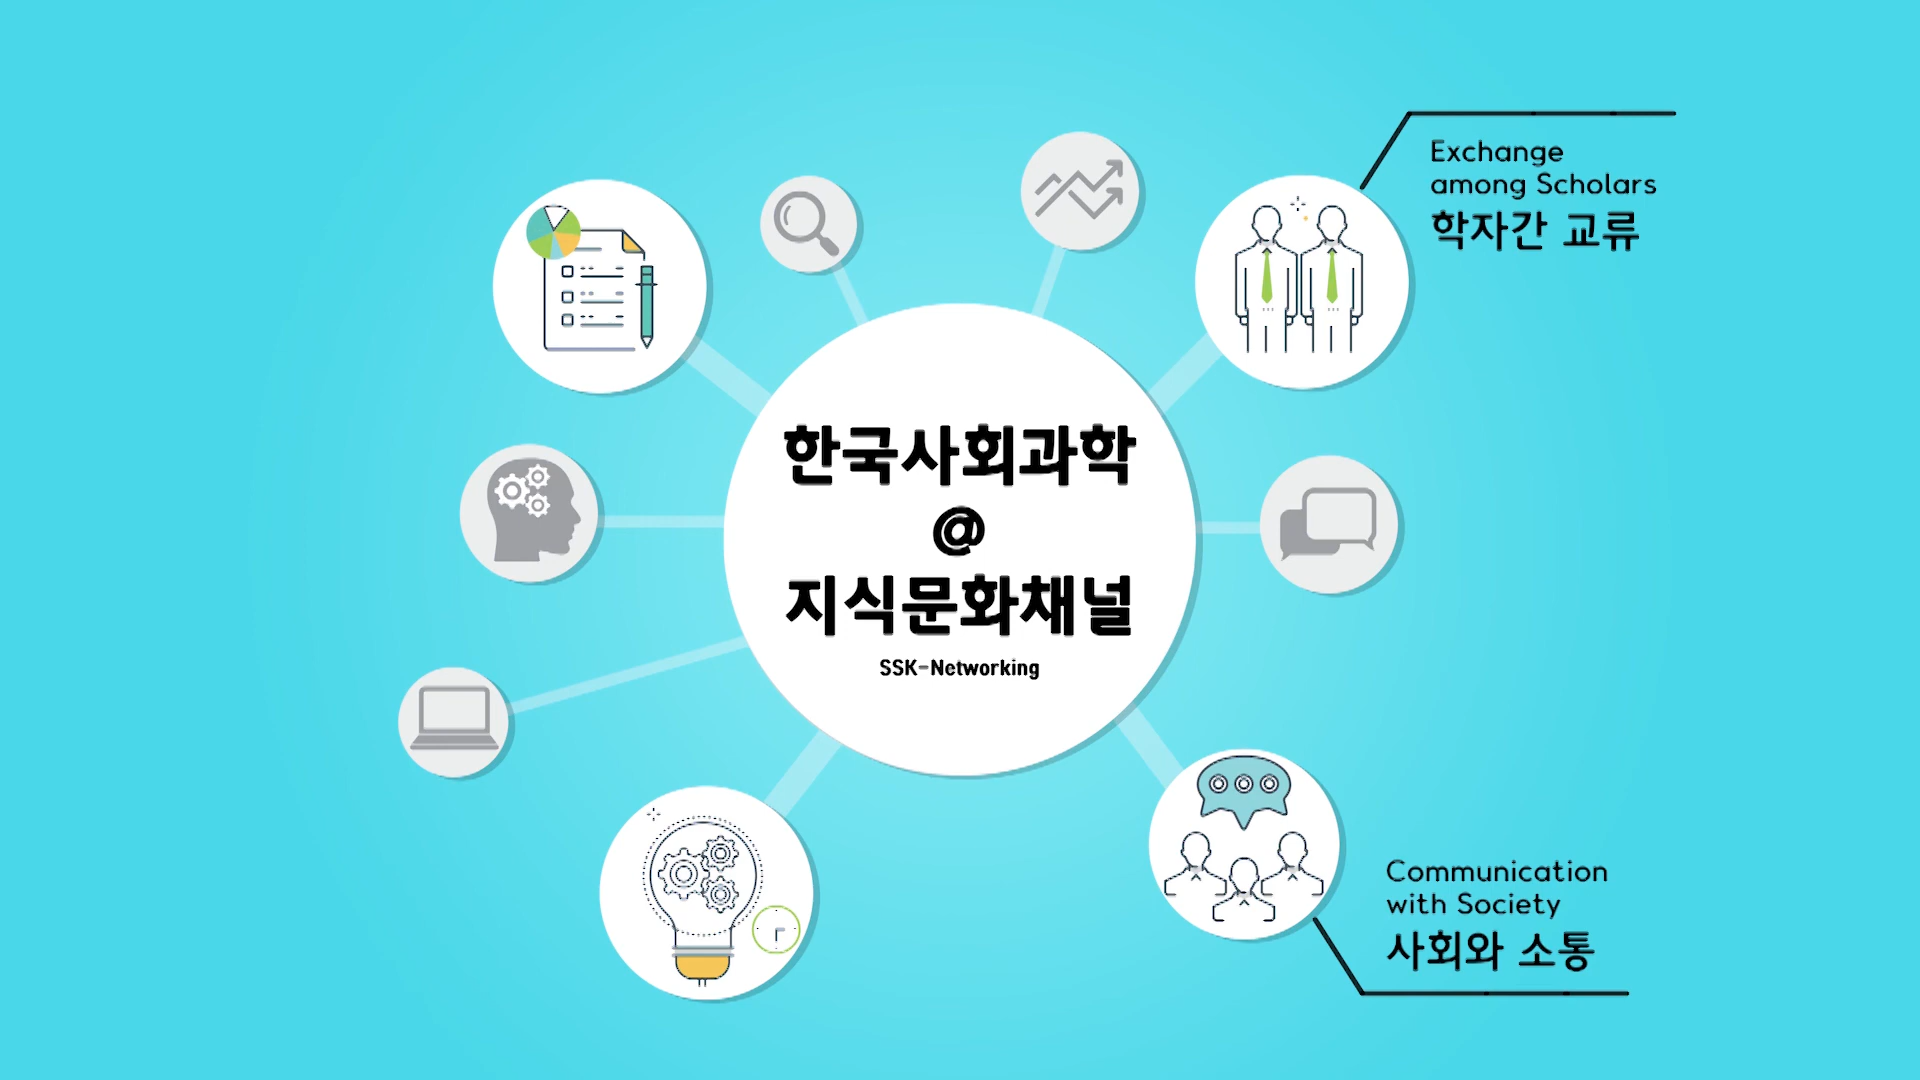 Exchange
among Scholars
학자간 교류
한국사회과학
@
지식문화채널
SSK-Networking
Communication
with Society
사회와 소통